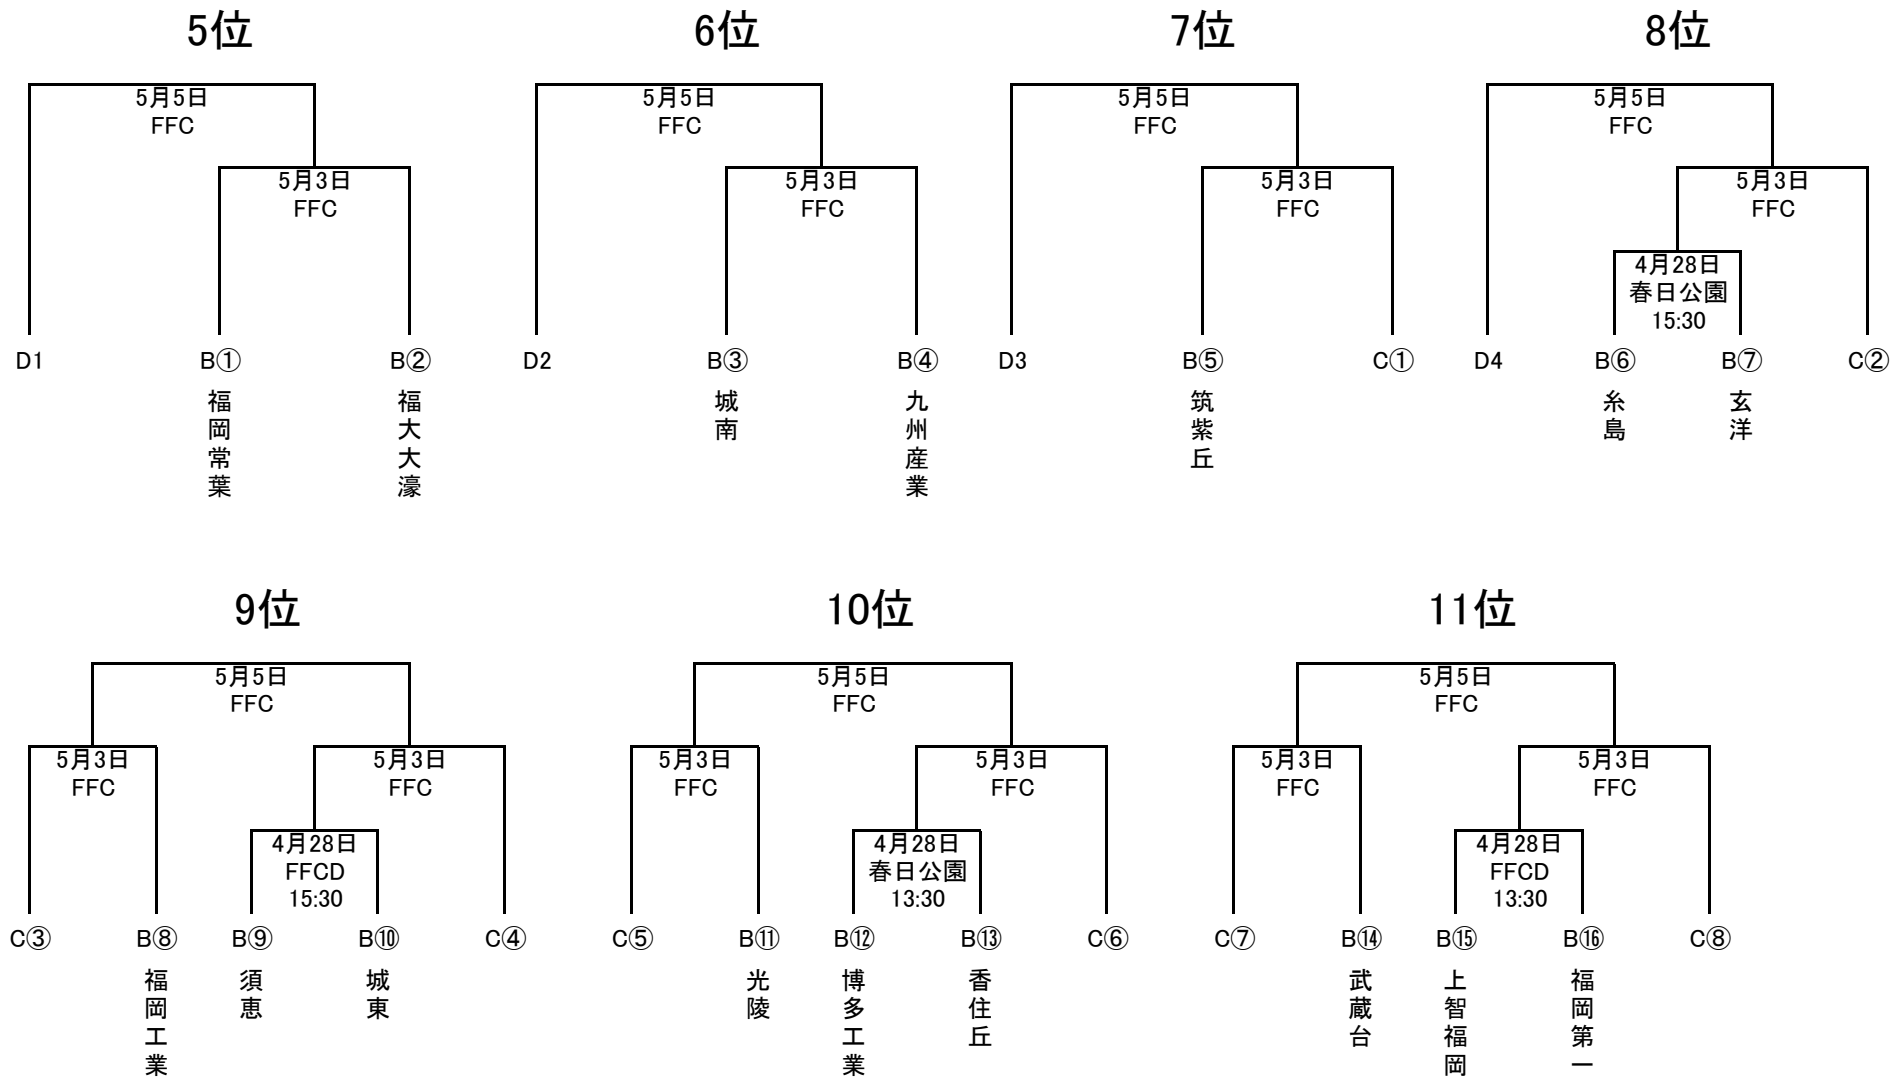 5位 6位 7位 8位
5月5日 5月5日 5月5日 5月5日
FFC FFC FFC FFC
5月3日 5月3日 5月3日 5月3日
FFC FFC FFC FFC
4月28日
春日公園
15:30
D1 B① B② D2 B③ B④ D3 B⑤ C① D4 B⑥ B⑦ C②
福岡常葉
福大大濠
城南
九州産業
筑紫丘
糸島
玄洋
9位 10位 11位
5月5日 5月5日 5月5日
FFC FFC FFC
5月3日 5月3日 5月3日 5月3日 5月3日 5月3日
FFC FFC FFC FFC FFC FFC
4月28日 4月28日 4月28日
FFCD 春日公園 FFCD
15:30 13:30 13:30
C③ B⑧ B⑨ B⑩ C④ C⑤ B⑪ B⑫ B⑬ C⑥ C⑦ B⑭ B⑮ B⑯ C⑧
福岡工業
須恵
城東
光陵
博多工業
香住丘
武蔵台
上智福岡
福岡第一